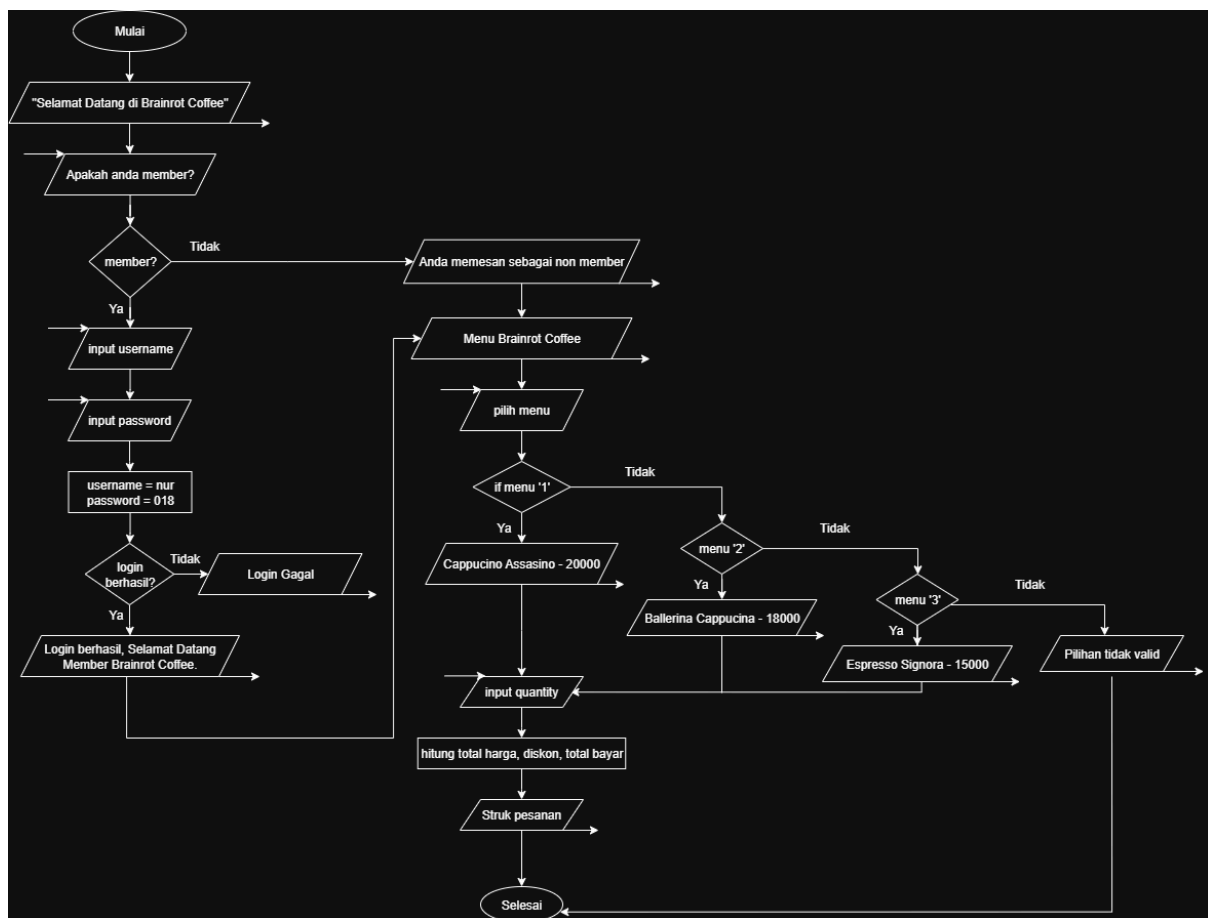 Mulai
"Selamat Datang di Brainrot Coffee"
Apakah anda member?
member?
Tidak
Ya
input username
input password
username = nur
password = 018
login
berhasil?
Tidak
Login Gagal
Ya
Login berhasil, Selamat Datang
Member Brainrot Coffee.
Anda memesan sebagai non member
Menu Brainrot Coffee
pilih menu
if menu '1'
Tidak
Ya
Cappucino Assasino - 20000
menu '2'
Tidak
Ya
Ballerina Cappucina - 18000
menu '3'
Tidak
Ya
Espresso Signora - 15000
Pilihan tidak valid
input quantity
hitung total harga, diskon, total bayar
Struk pesanan
Selesai